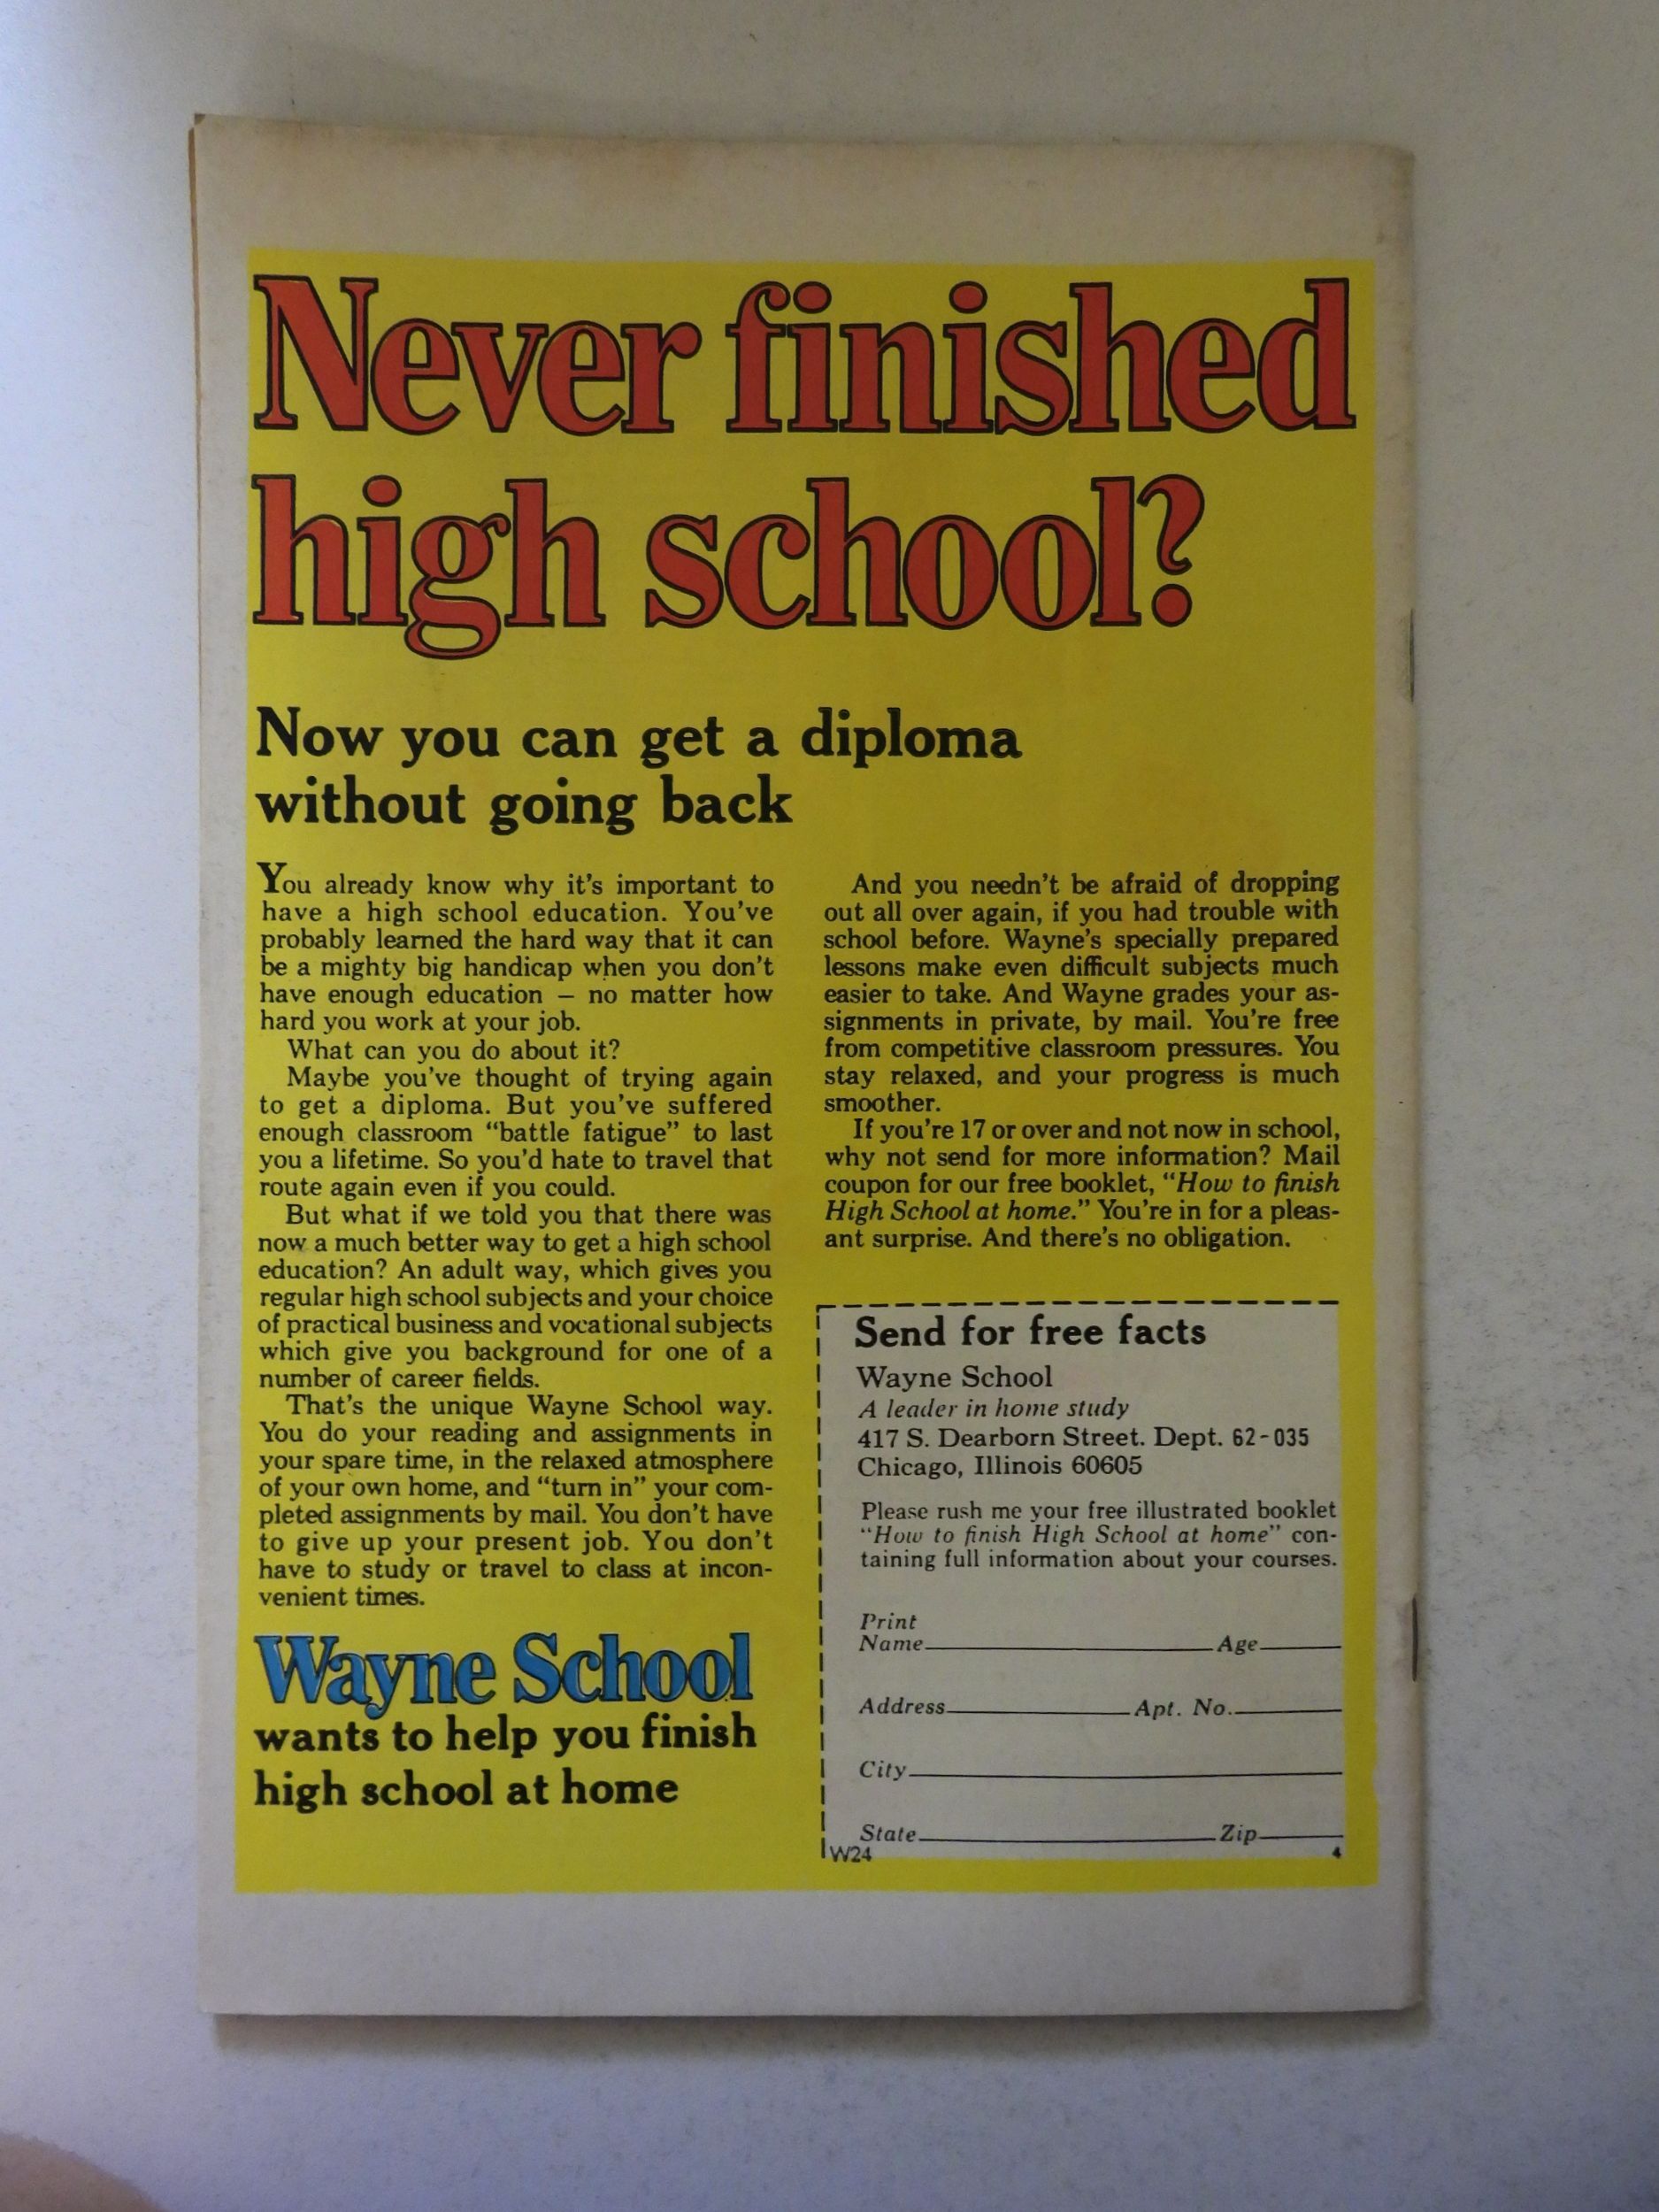 Never finished
high school?
Now you can get a diploma
without going back
You already know why it's important to
have a high school education. You've
probably learned the hard way that it can
be a mighty big handicap when you don't
have enough education – no matter how
hard you work at your job.
What can you do about it?
Maybe you've thought of trying again
to get a diploma. But you've suffered
enough classroom “battle fatigue” to last
you a lifetime. So you'd hate to travel that
route again even if you could.
But what if we told you that there was
now a much better way to get a high school
education? An adult way, which gives you
regular high school subjects and your choice
of practical business and vocational subjects
which give you background for one of a
number of career fields.
That's the unique Wayne School way.
You do your reading and assignments in
your spare time, in the relaxed atmosphere
of your own home, and “turn in” your com-
pleted assignments by mail. You don't have
to give up your present job. You don't
have to study or travel to class at incon-
venient times.
Wayne School
wants to help you finish
high school at home
And you needn't be afraid of dropping
out all over again, if you had trouble with
school before. Wayne's specially prepared
lessons make even difficult subjects much
easier to take. And Wayne grades your as-
signments in private, by mail. You're free
from competitive classroom pressures. You
stay relaxed, and your progress is much
smoother.
If you're 17 or over and not now in school,
why not send for more information? Mail
coupon for our free booklet, “How to finish
High School at home.” You're in for a pleas-
ant surprise. And there's no obligation.
Send for free facts
Wayne School
A leader in home study
417 S. Dearborn Street. Dept. 62-035
Chicago, Illinois 60605
Please rush me your free illustrated booklet
“How to finish High School at home” con-
taining full information about your courses.
Print
Name Age
Address Apt. No.
City
State Zip
W24 4